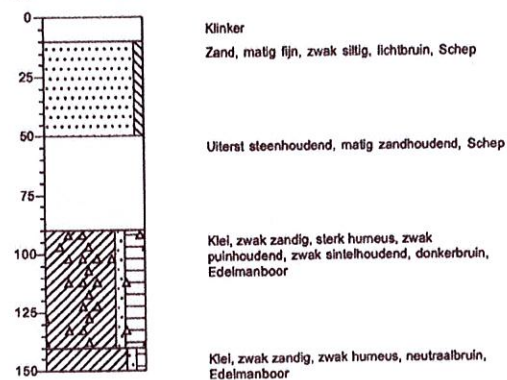 0
Klinker
Zand, matig fijn, zwak siltig, lichtbruin, Schep
25
50
Uiterst steenhoudend, matig zandhoudend, Schep
75
Klei, zwak zandig, sterk humeus, zwak
puinhoudend, zwak sintelhoudend, donkerbruin,
Edelmanboor
100
125
150
Klei, zwak zandig, zwak humeus, neutraalbruin,
Edelmanboor